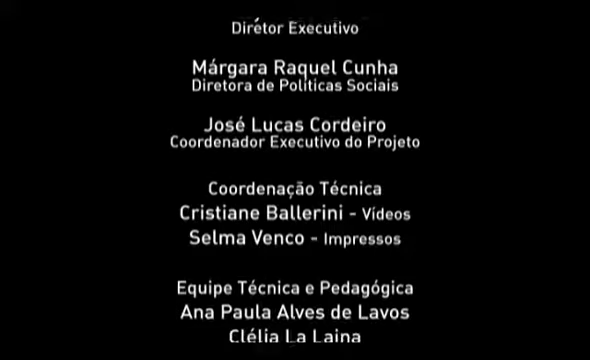 Diretor Executivo
Márgara Raquel Cunha
Diretora de Políticas Sociais
José Lucas Cordeiro
Coordenador Executivo do Projeto
Coordenação Técnica
Cristiane Ballerini - Vídeos
Selma Venco - Impressos
Equipe Técnica e Pedagógica
Ana Paula Alves de Lavos
Clélia La Laina